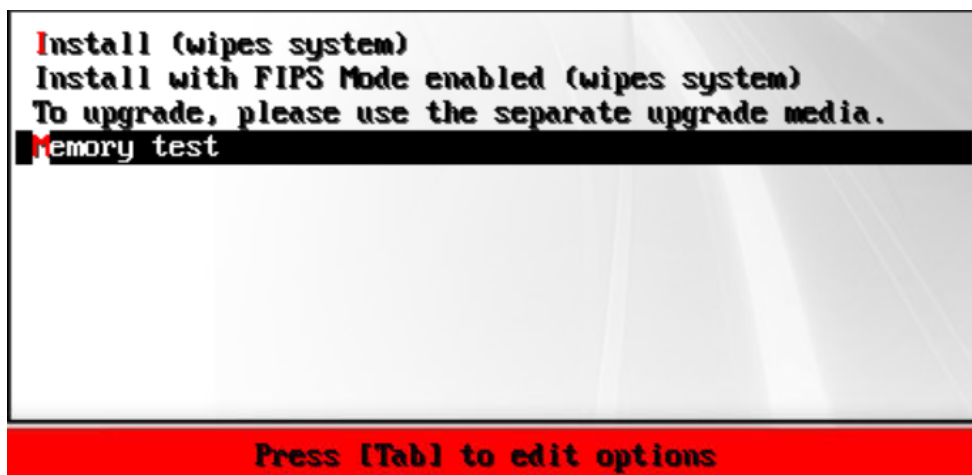 Install (wipes system)
Install with FIPS Mode enabled (wipes system)
To upgrade, please use the separate upgrade media.
Memory test
Press [Tab] to edit options